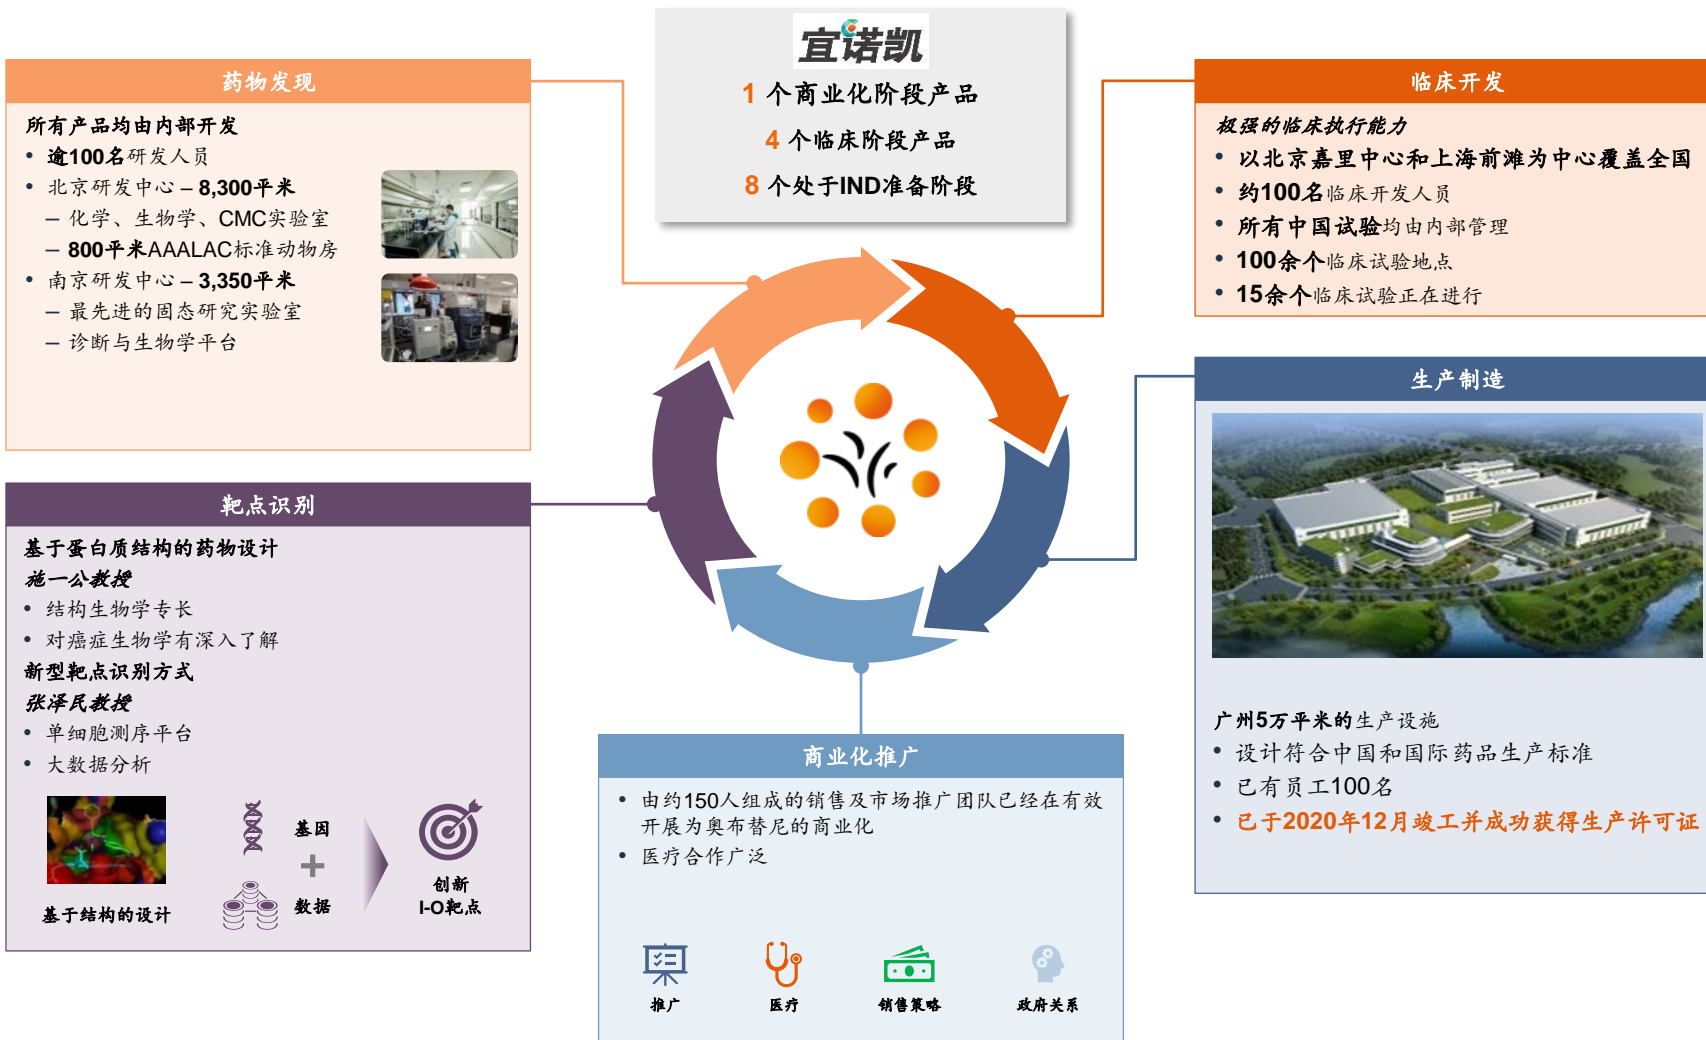 宜诺凯
1 个商业化阶段产品
4 个临床阶段产品
8 个处于IND准备阶段
药物发现
所有产品均由内部开发
• 逾100名研发人员
• 北京研发中心 – 8,300平米
– 化学、生物学、CMC实验室
– 800平米AAALAC标准动物房
• 南京研发中心 – 3,350平米
– 最先进的固态研究实验室
– 诊断与生物学平台
临床开发
极强的临床执行能力
• 以北京嘉里中心和上海前滩为中心覆盖全国
• 约100名临床开发人员
• 所有中国试验均由内部管理
• 100余个临床试验地点
• 15余个临床试验正在进行
生产制造
广州5万平米的生产设施
• 设计符合中国和国际药品生产标准
• 已有员工100名
• 已于2020年12月竣工并成功获得生产许可证
靶点识别
基于蛋白质结构的药物设计
施一公教授
• 结构生物学专长
• 对癌症生物学有深入了解
新型靶点识别方式
张泽民教授
• 单细胞测序平台
• 大数据分析
基于结构的设计
基因
+
数据
创新
I-O靶点
商业化推广
• 由约150人组成的销售及市场推广团队已经在有效
开展为奥布替尼的商业化
• 医疗合作广泛
推广
医疗
销售策略
政府关系